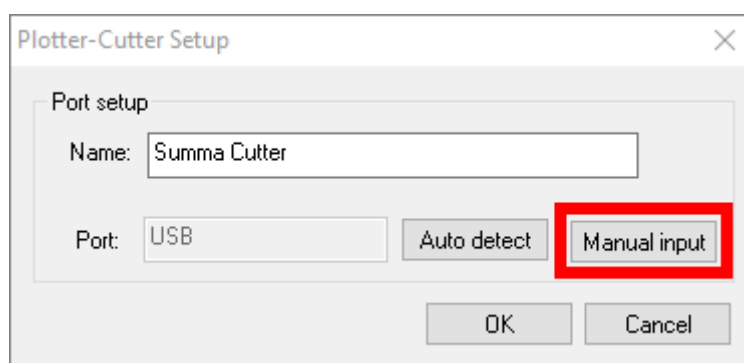 Plotter-Cutter Setup
Port setup
Name: Summa Cutter
Port: USB Auto detect Manual input
OK Cancel